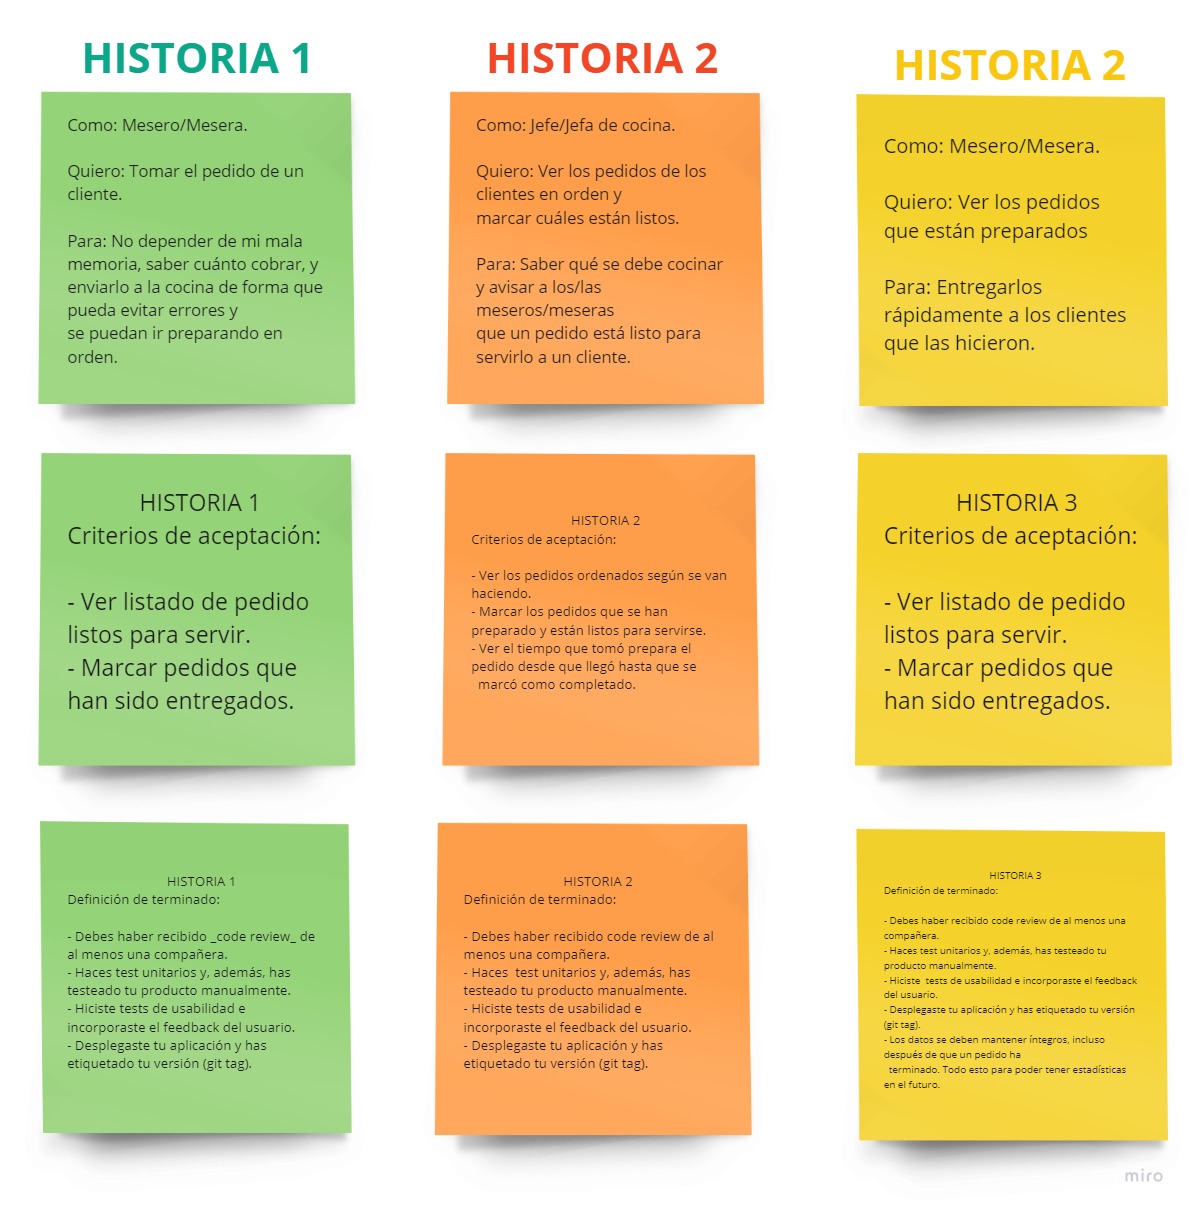 HISTORIA 1
Como: Mesero/Mesera.
Quiero: Tomar el pedido de un
cliente.
Para: No depender de mi mala
memoria, saber cuánto cobrar, y
enviarlo a la cocina de forma que
pueda evitar errores y
se puedan ir preparando en
orden.
HISTORIA 2
Como: Jefe/Jefa de cocina.
Quiero: Ver los pedidos de los
clientes en orden y
marcar cuáles están listos.
Para: Saber qué se debe cocinar
y avisar a los/las
meseros/meseras
que un pedido está listo para
servirlo a un cliente.
HISTORIA 2
Como: Mesero/Mesera.
Quiero: Ver los pedidos
que están preparados
Para: Entregarlos
rápidamente a los clientes
que las hicieron.
HISTORIA 1
Criterios de aceptación:
- Ver listado de pedido
listos para servir.
- Marcar pedidos que
han sido entregados.
HISTORIA 2
Criterios de aceptación:
- Ver los pedidos ordenados según se van
haciendo.
- Marcar los pedidos que se han
preparado y están listos para servirse.
- Ver el tiempo que tomó prepara el
pedido desde que llegó hasta que se
marcó como completado.
HISTORIA 3
Criterios de aceptación:
- Ver listado de pedido
listos para servir.
- Marcar pedidos que
han sido entregados.
HISTORIA 1
Definición de terminado:
- Debes haber recibido _code review_ de
al menos una compañera.
- Haces test unitarios y, además, has
testeado tu producto manualmente.
- Hiciste tests de usabilidad e
incorporaste el feedback del usuario.
- Desplegaste tu aplicación y has
etiquetado tu versión (git tag).
HISTORIA 2
Definición de terminado:
- Debes haber recibido code review de al
menos una compañera.
- Haces  test unitarios y, además, has
testeado tu producto manualmente.
- Hiciste tests de usabilidad e
incorporaste el feedback del usuario.
- Desplegaste tu aplicación y has
etiquetado tu versión (git tag).
HISTORIA 3
Definición de terminado:
- Debes haber recibido code review de al menos una
compañera.
- Haces test unitarios y, además, has testeado tu
producto manualmente.
- Hiciste  tests de usabilidad e incorporaste el feedback
del usuario.
- Desplegaste tu aplicación y has etiquetado tu versión
(git tag).
- Los datos se deben mantener íntegros, incluso
después de que un pedido ha
terminado. Todo esto para poder tener estadísticas
en el futuro.
miro